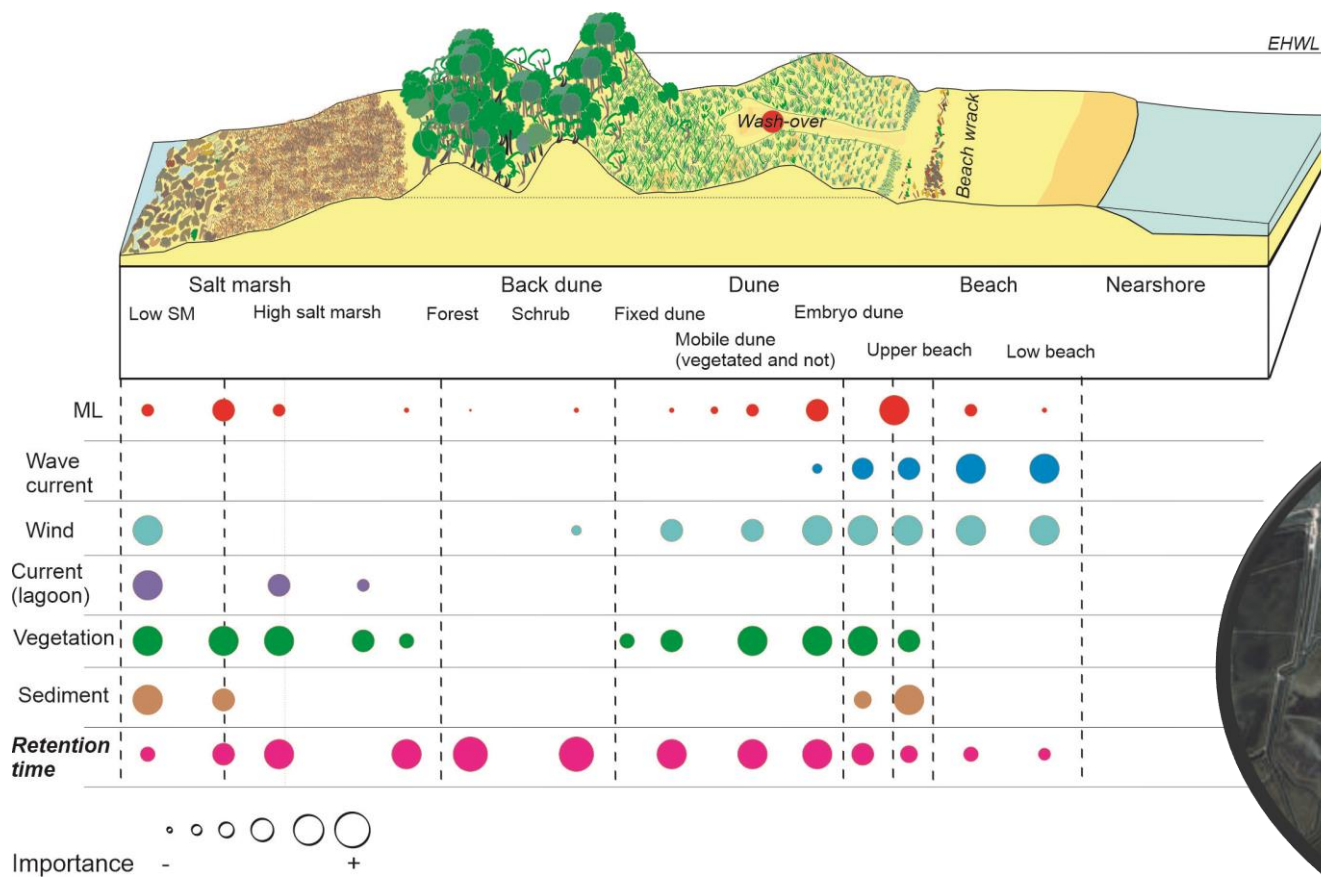 EHWL
Wash-over
Beach wrack
Salt marsh Back dune Dune Beach Nearshore
Low SM High salt marsh Forest Schrub Fixed dune Embryo dune
Mobile dune
(vegetated and not)
Upper beach Low beach
ML
Wave
current
Wind
Current
(lagoon)
Vegetation
Sediment
Retention
time
Importance - +